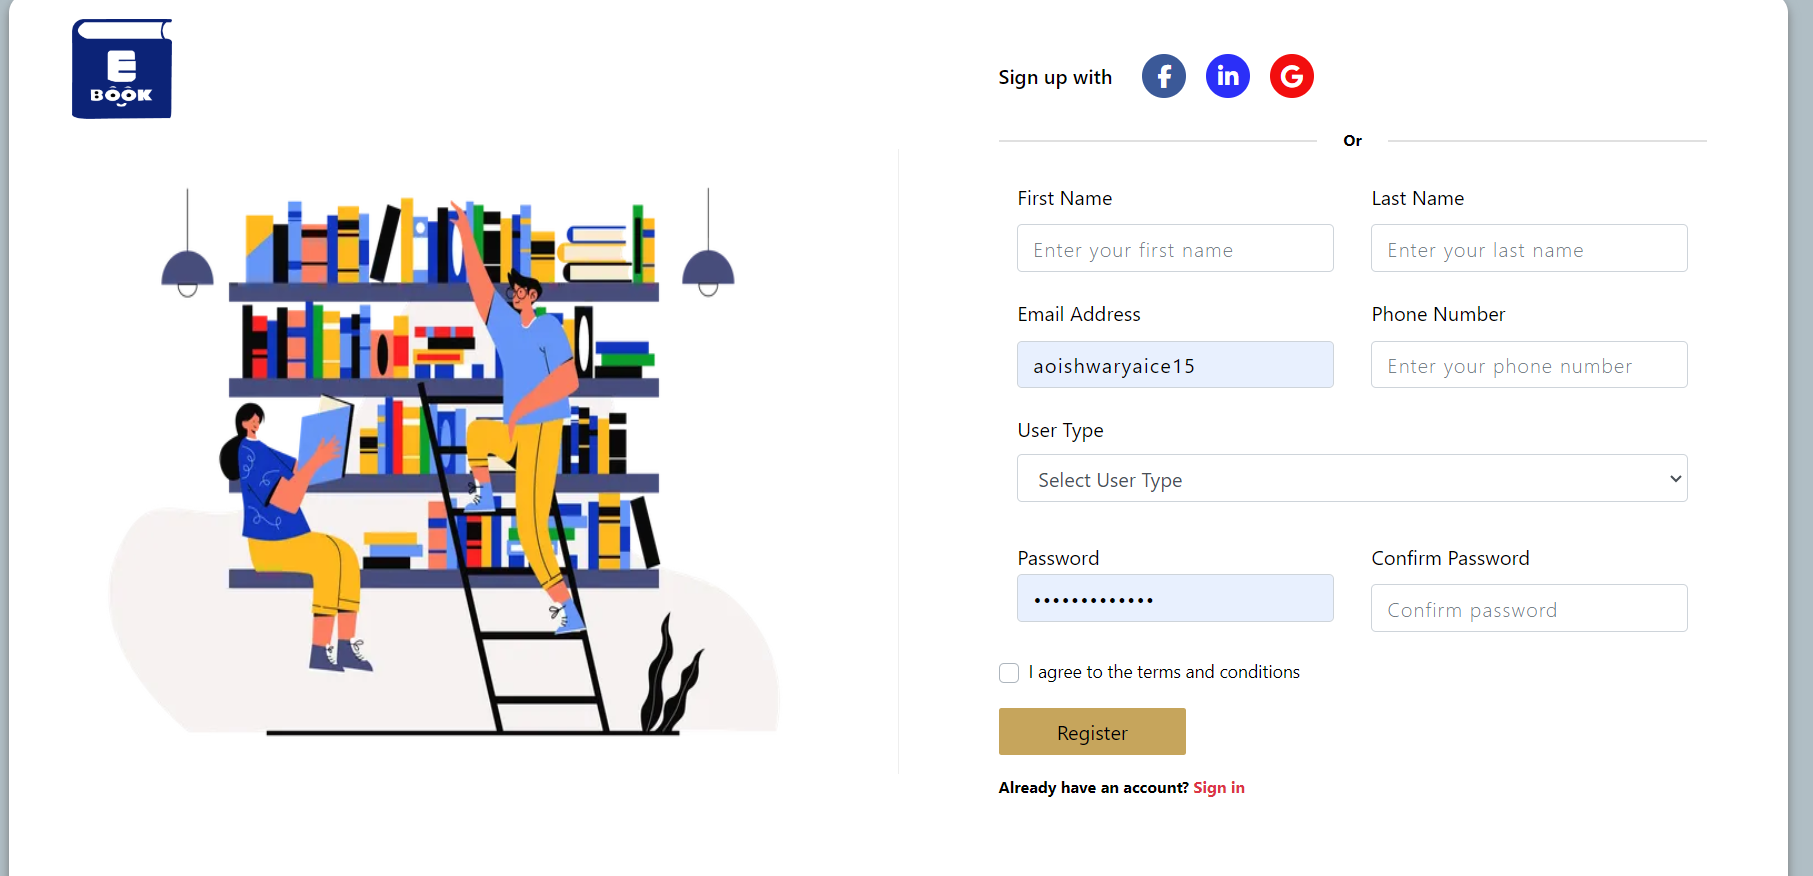 E
BOOK
Sign up with
Or
First Name
Last Name
Enter your first name
Enter your last name
Email Address
Phone Number
aoishwaryaice15
Enter your phone number
User Type
Select User Type
Password
Confirm Password
•••••••••••••
Confirm password
I agree to the terms and conditions
Register
Already have an account? Sign in